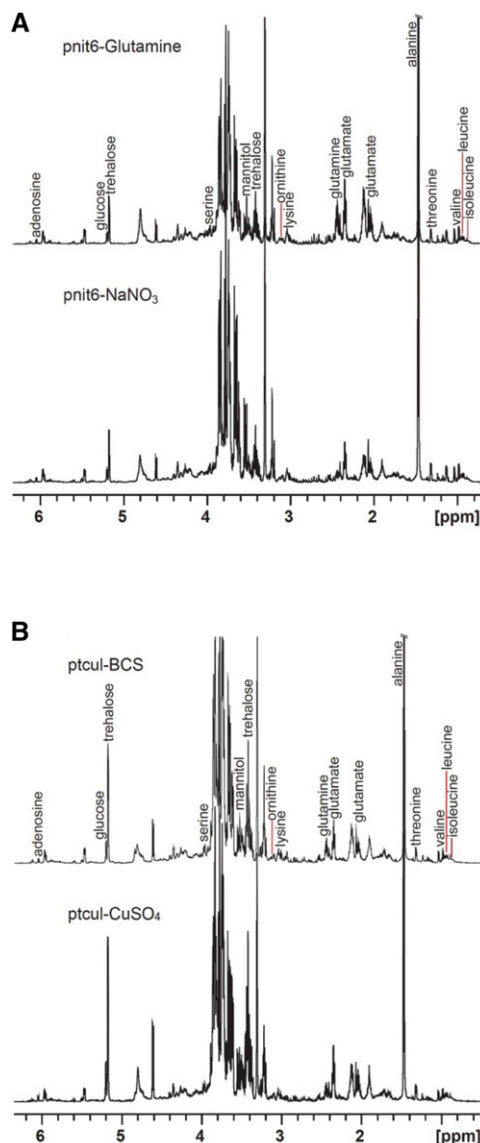 A
pnit6-Glutamine
adenosine
glucose
trehalose
serine
mannitol
trehalose
ornithine
lysine
glutamine
glutamate
glutamate
alanine
threonine
valine
leucine
isoleucine
pnit6-NaNO₃
6 5 4 3 2 [ppm]
B
ptcuI-BCS
adenosine
glucose
trehalose
serine
mannitol
trehalose
ornithine
lysine
glutamine
glutamate
glutamate
alanine
threonine
valine
leucine
isoleucine
ptcuI-CuSO₄
6 5 4 3 2 [ppm]